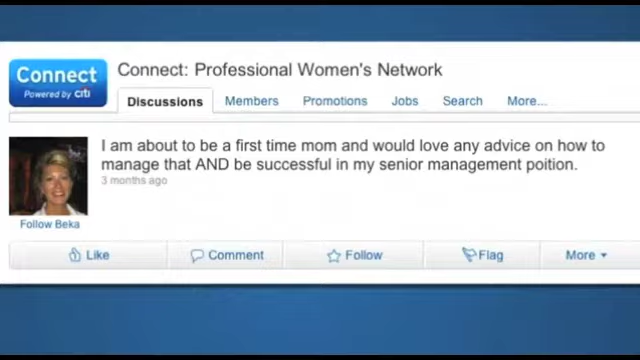 Connect
Powered by citi
Connect: Professional Women's Network
Discussions Members Promotions Jobs Search More...
I am about to be a first time mom and would love any advice on how to
manage that AND be successful in my senior management poition.
3 months ago
Follow Beka
Like Comment Follow Flag More